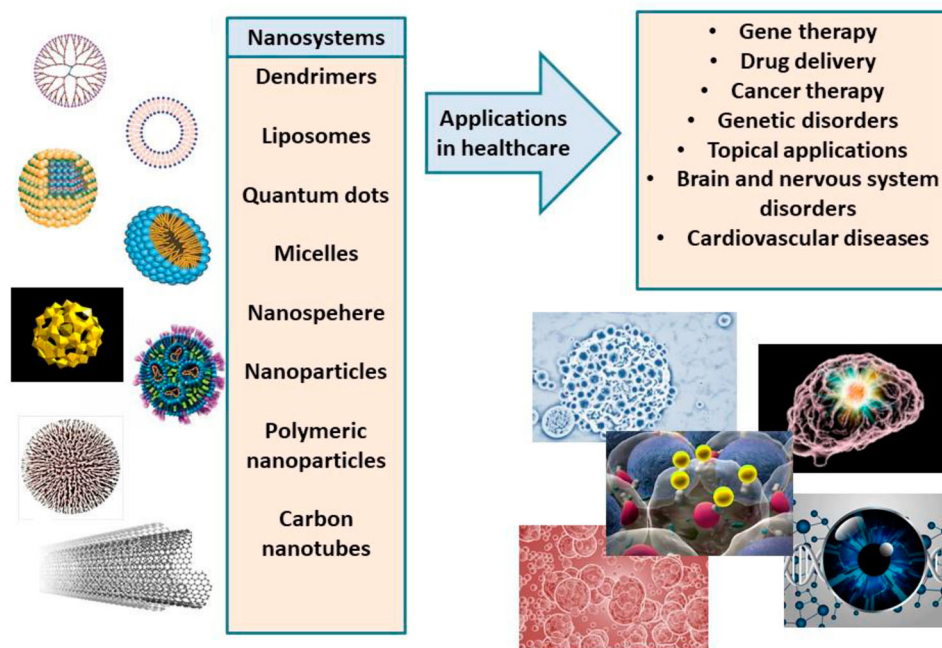 Nanosystems
Dendrimers
Liposomes
Quantum dots
Micelles
Nanospehere
Nanoparticles
Polymeric
nanoparticles
Carbon
nanotubes
Applications
in healthcare
• Gene therapy
• Drug delivery
• Cancer therapy
• Genetic disorders
• Topical applications
• Brain and nervous system
disorders
• Cardiovascular diseases